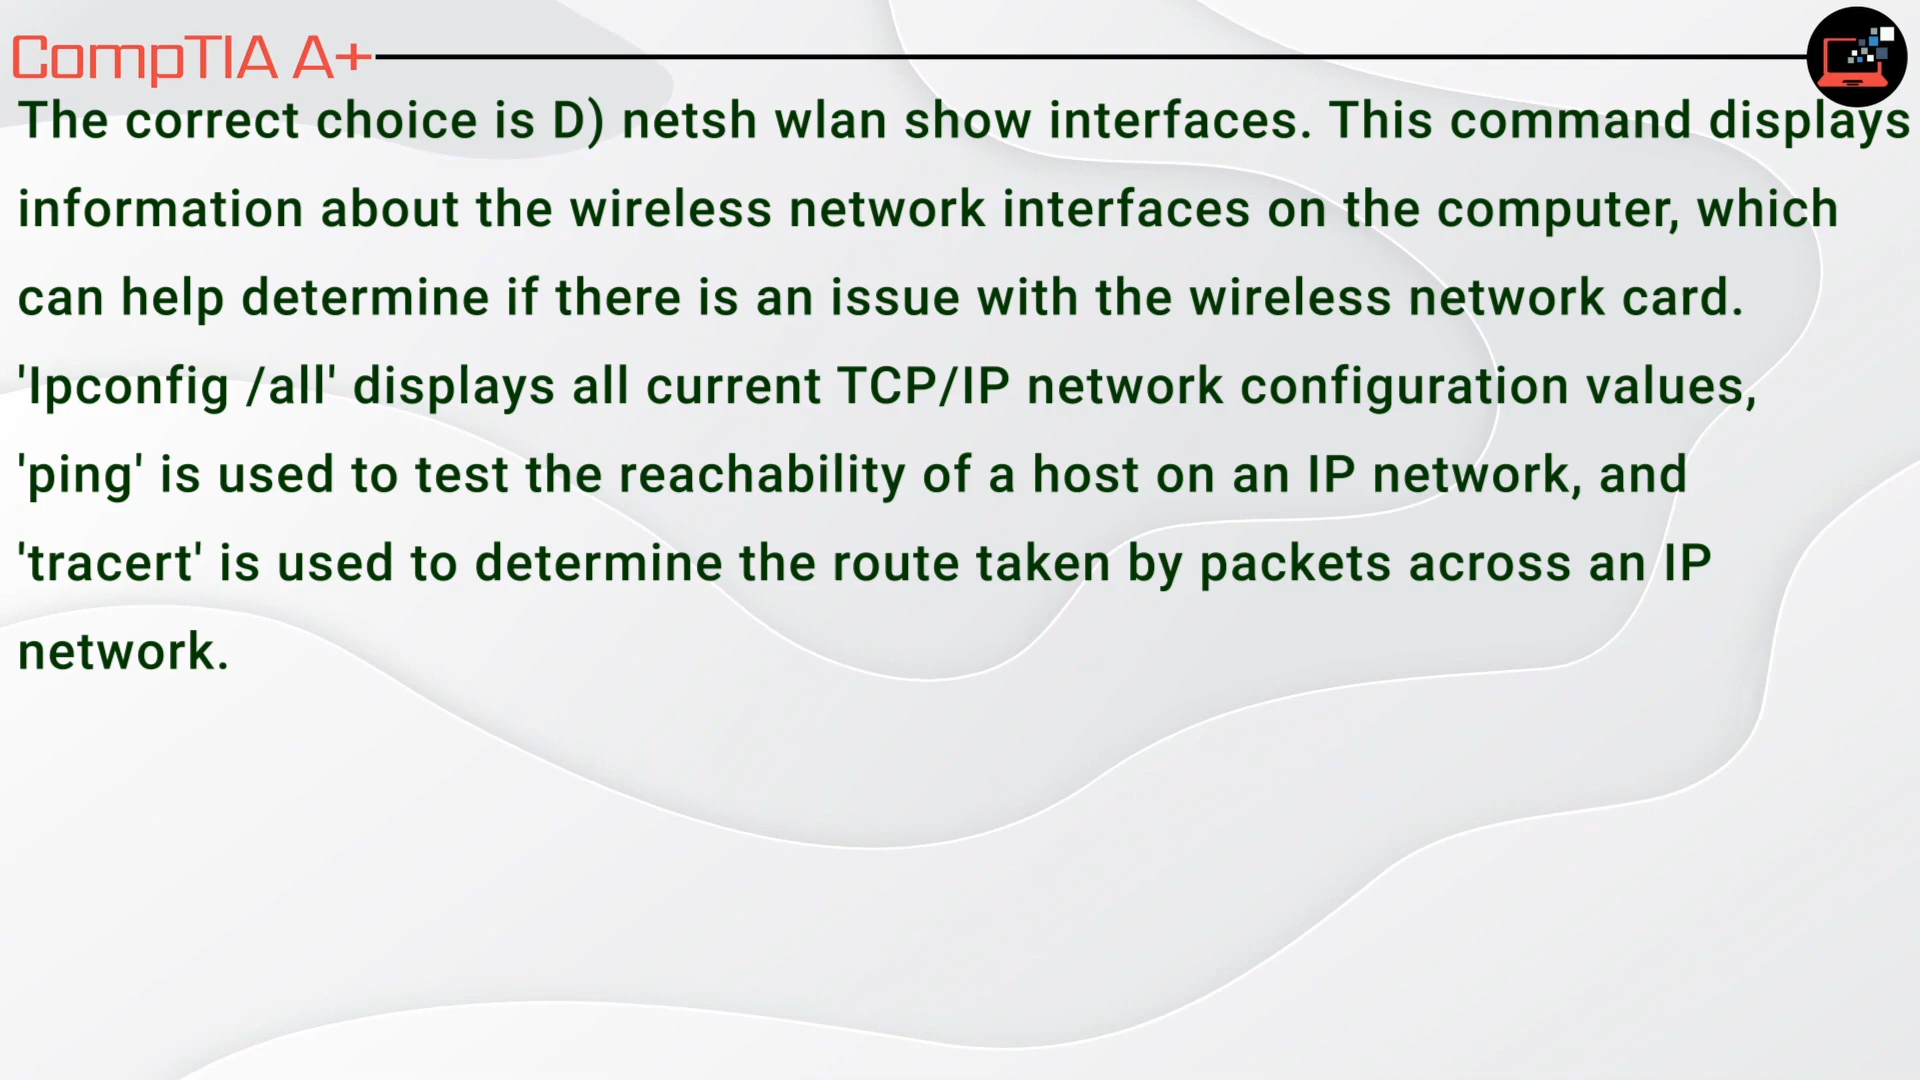 CompTIA A+
The correct choice is D) netsh wlan show interfaces. This command displays
information about the wireless network interfaces on the computer, which
can help determine if there is an issue with the wireless network card.
'Ipconfig /all' displays all current TCP/IP network configuration values,
'ping' is used to test the reachability of a host on an IP network, and
'tracert' is used to determine the route taken by packets across an IP
network.